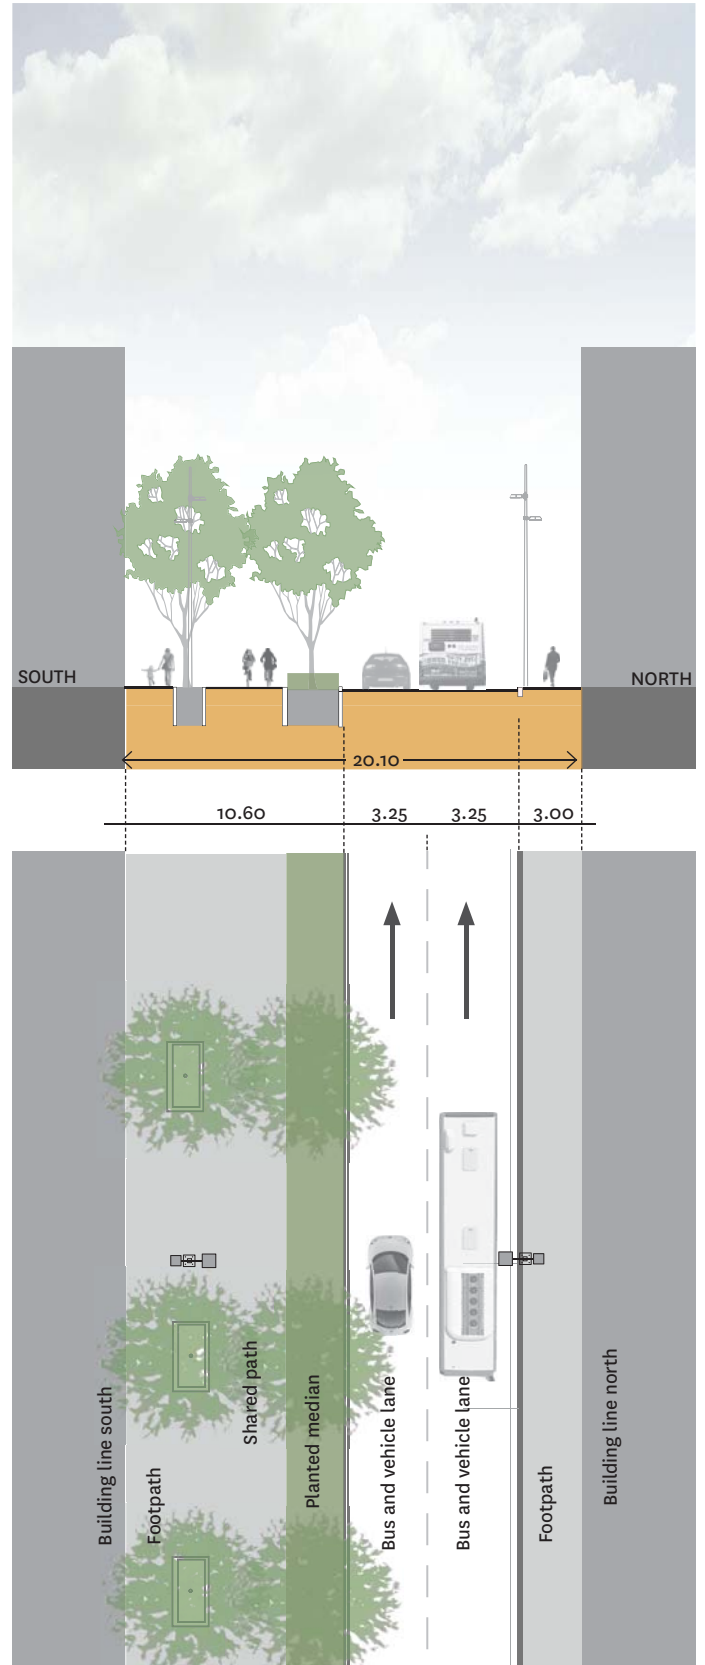 SOUTH
NORTH
20.10
10.60
3.25
3.25
3.00
Building line south
Footpath
Shared path
Planted median
Bus and vehicle lane
Bus and vehicle lane
Footpath
Building line north